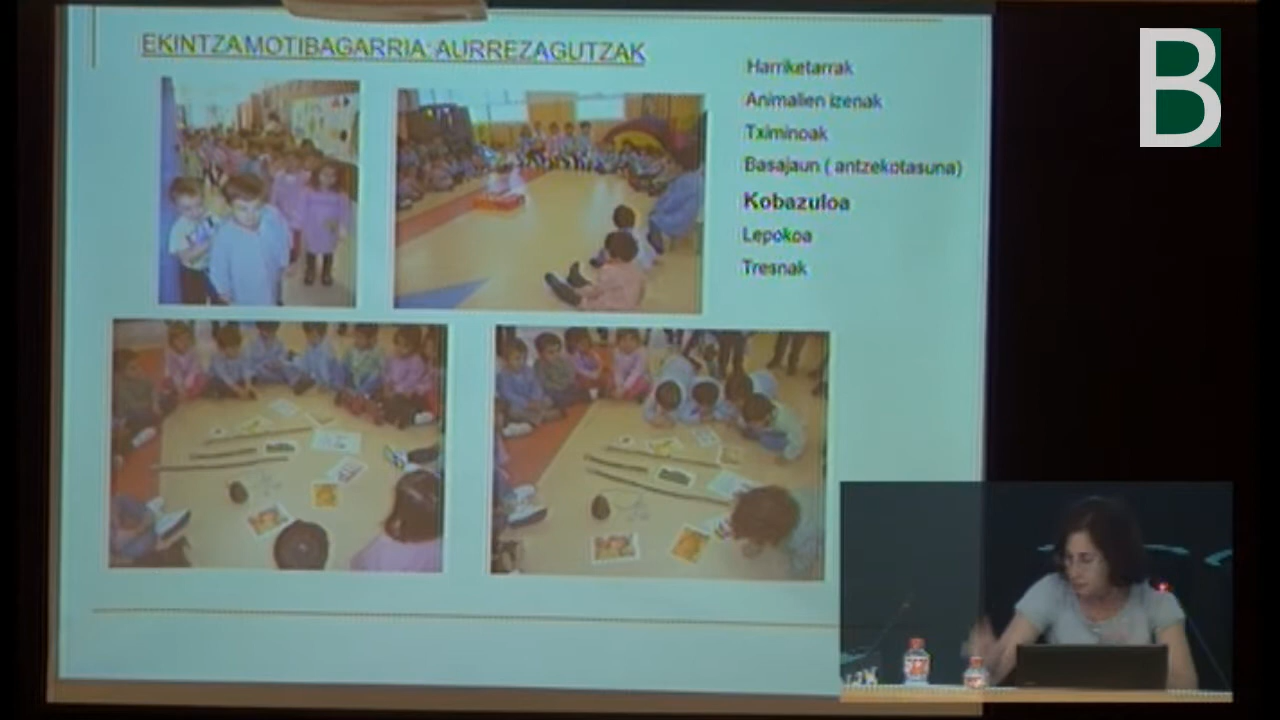 EKINTZA MOTIBAGARRIA: AURREZAGUTZAK
Harriketarrak
Animalien izenak
Tximinoak
Basajaun ( antzekotasuna)
Kobazuloa
Lepokoa
Tresnak
B